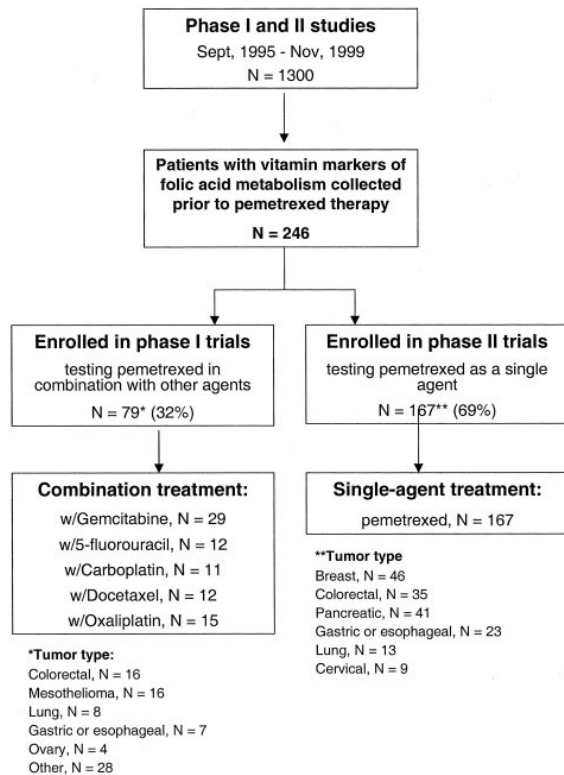 Phase I and II studies
Sept, 1995 - Nov, 1999
N = 1300
Patients with vitamin markers of
folic acid metabolism collected
prior to pemetrexed therapy
N = 246
Enrolled in phase I trials
testing pemetrexed in
combination with other agents
N = 79* (32%)
Enrolled in phase II trials
testing pemetrexed as a single
agent
N = 167** (69%)
Combination treatment:
w/Gemcitabine, N = 29
w/5-fluorouracil, N = 12
w/Carboplatin, N = 11
w/Docetaxel, N = 12
w/Oxaliplatin, N = 15
Single-agent treatment:
pemetrexed, N = 167
*Tumor type:
Colorectal, N = 16
Mesothelioma, N = 16
Lung, N = 8
Gastric or esophageal, N = 7
Ovary, N = 4
Other, N = 28
**Tumor type
Breast, N = 46
Colorectal, N = 35
Pancreatic, N = 41
Gastric or esophageal, N = 23
Lung, N = 13
Cervical, N = 9